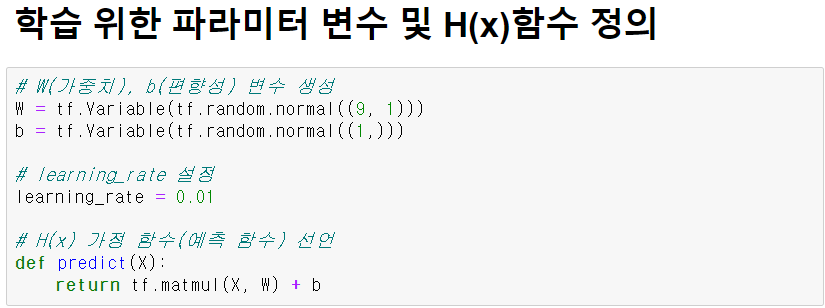 학습 위한 파라미터 변수 및 H(x)함수 정의
# W(가중치), b(편향성) 변수 생성
W = tf.Variable(tf.random.normal((9, 1)))
b = tf.Variable(tf.random.normal((1,)))
# learning_rate 설정
learning_rate = 0.01
# H(x) 가정 함수(예측 함수) 선언
def predict(X):
    return tf.matmul(X, W) + b